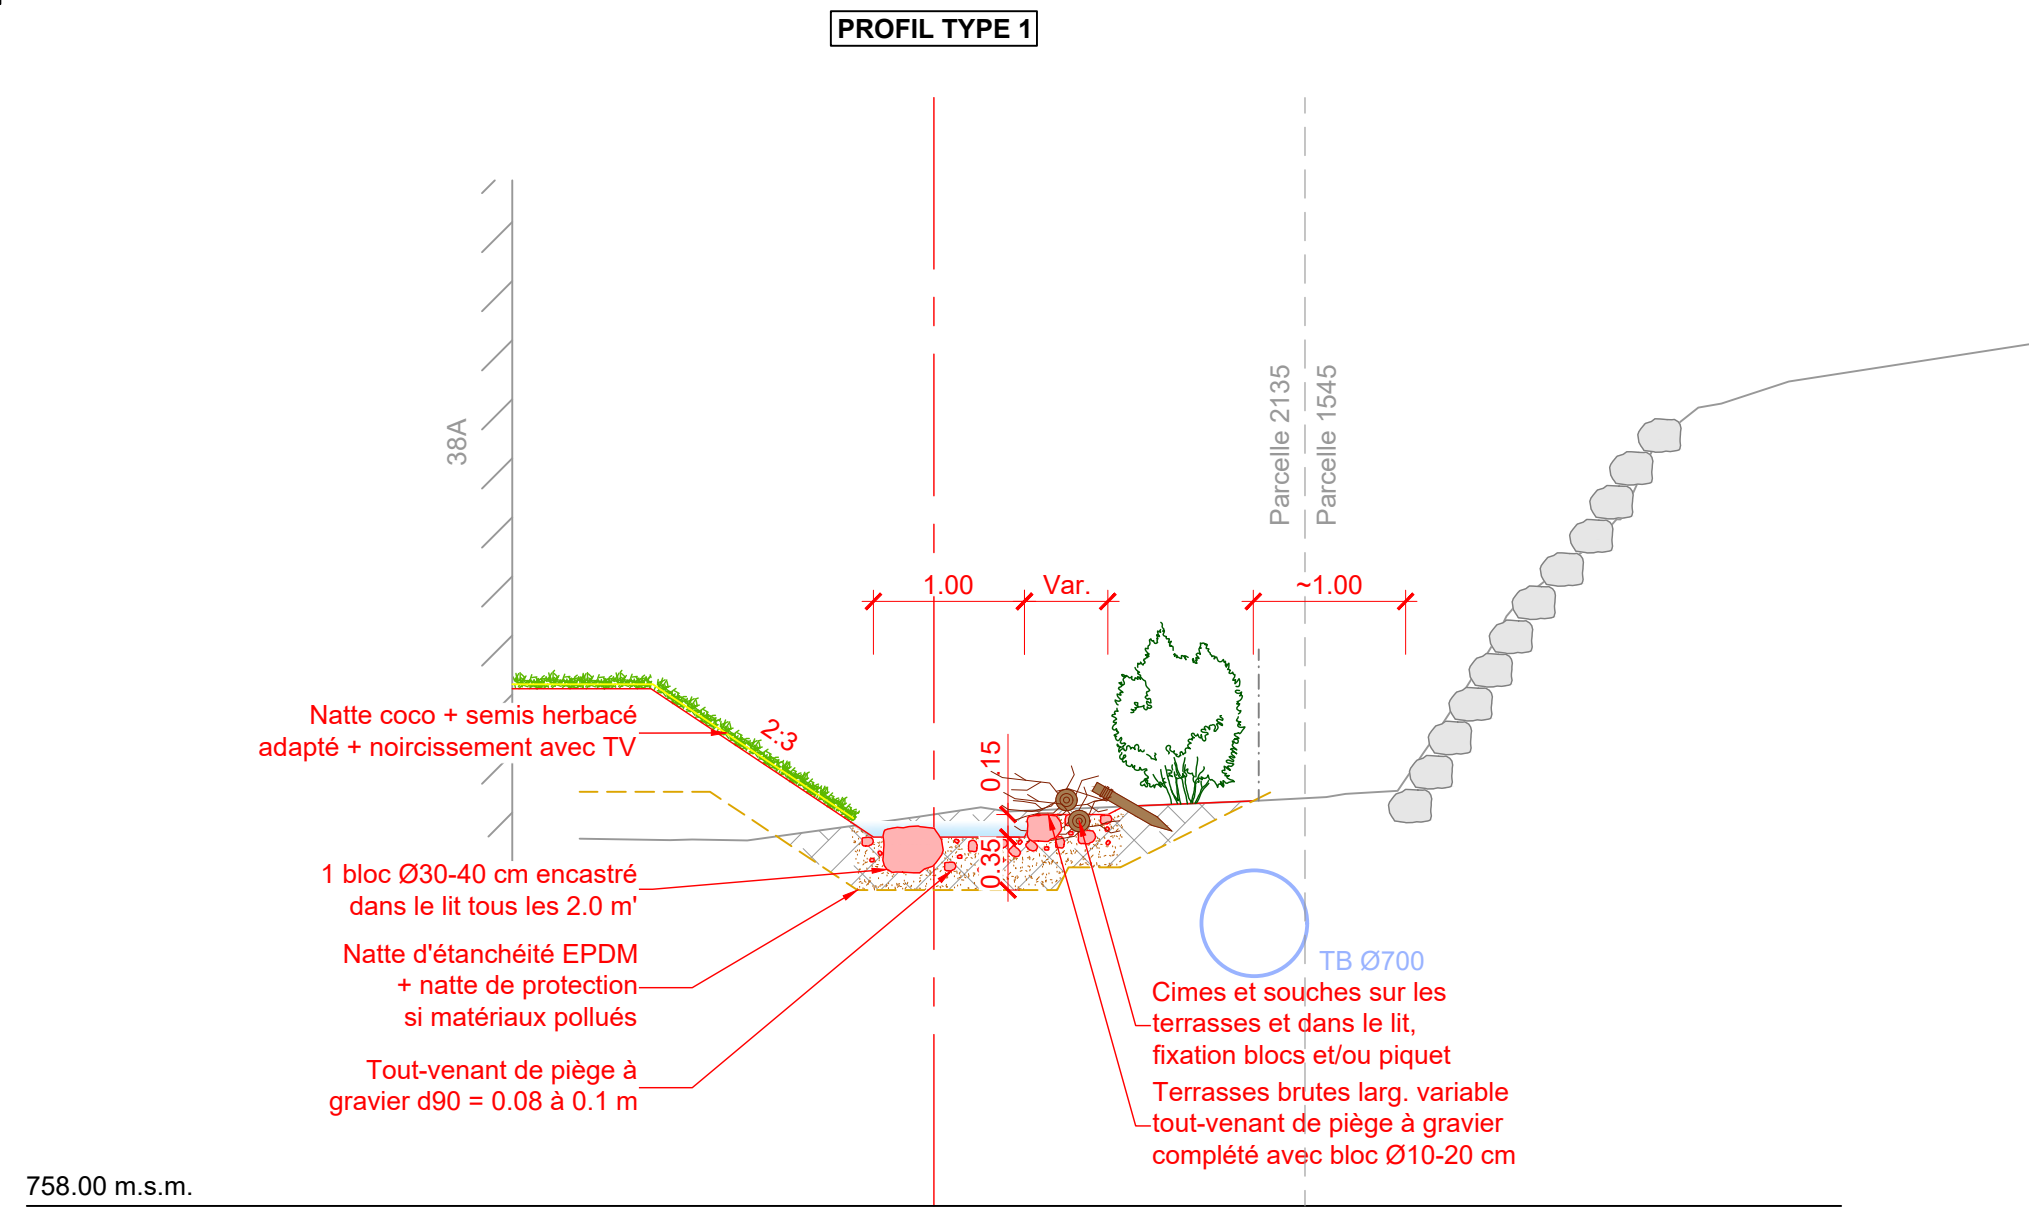 PROFIL TYPE 1
38A
Parcelle 2135
Parcelle 1545
1.00
Var.
~1.00
Natte coco + semis herbacé
adapté + noircissement avec TV
2:3
0.15
0.35
1 bloc Ø30-40 cm encastré
dans le lit tous les 2.0 m'
Natte d'étanchéité EPDM
+ natte de protection
si matériaux pollués
Tout-venant de piège à
gravier d90 = 0.08 à 0.1 m
TB Ø700
Cimes et souches sur les
terrasses et dans le lit,
fixation blocs et/ou piquet
Terrasses brutes larg. variable
tout-venant de piège à gravier
complété avec bloc Ø10-20 cm
758.00 m.s.m.